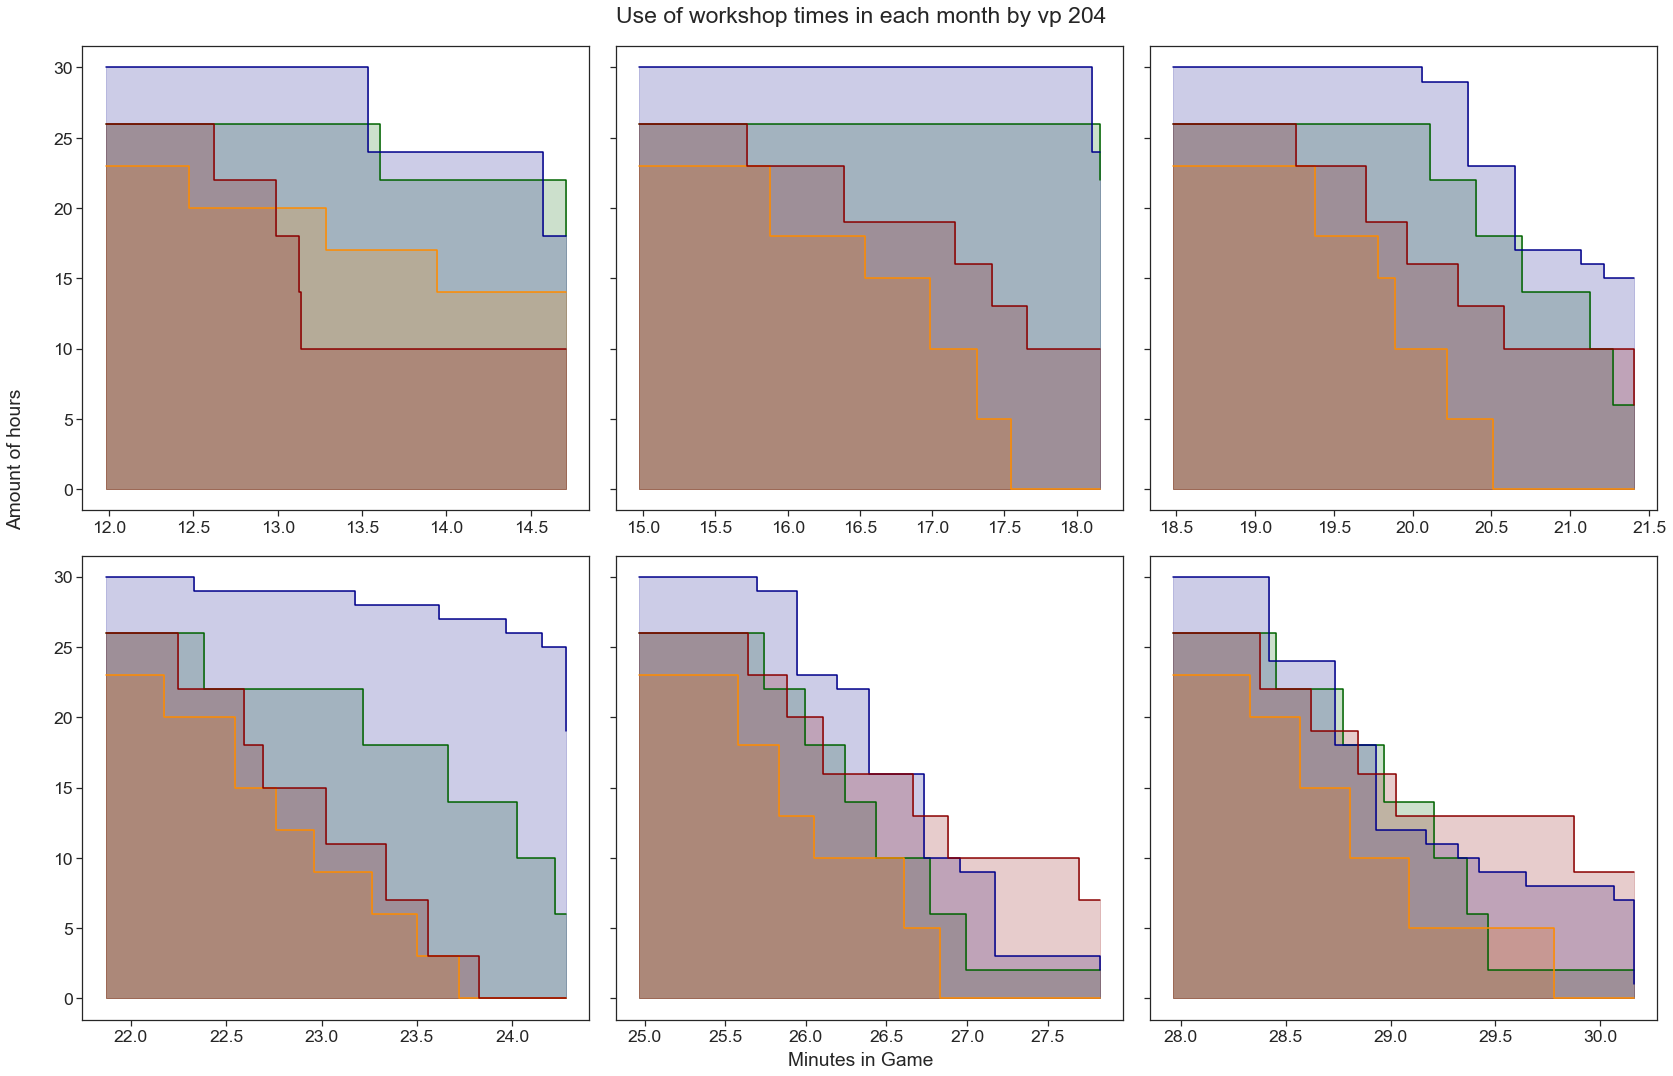 Use of workshop times in each month by vp 204
Amount of hours
30
25
20
15
10
5
0
12.0 12.5 13.0 13.5 14.0 14.5
15.0 15.5 16.0 16.5 17.0 17.5 18.0
18.5 19.0 19.5 20.0 20.5 21.0 21.5
30
25
20
15
10
5
0
22.0 22.5 23.0 23.5 24.0
25.0 25.5 26.0 26.5 27.0 27.5
28.0 28.5 29.0 29.5 30.0
Minutes in Game